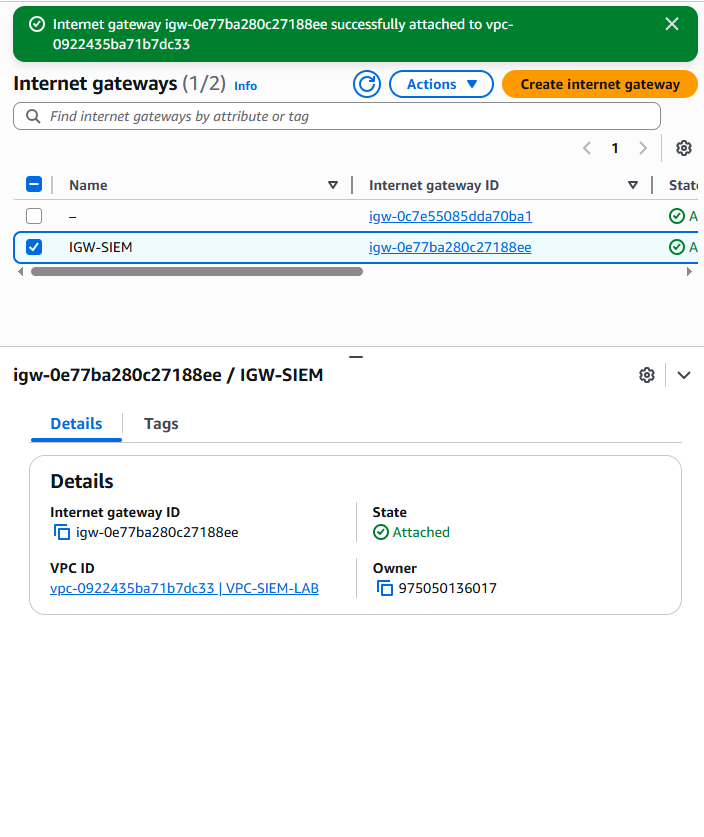 Internet gateway igw-0e77ba280c27188ee successfully attached to vpc-
0922435ba71b7dc33
Internet gateways (1/2) Info
Actions
Create internet gateway
Find internet gateways by attribute or tag
1
Name
Internet gateway ID
State
–
igw-0c7e55085dda70ba1
A
IGW-SIEM
igw-0e77ba280c27188ee
A
igw-0e77ba280c27188ee / IGW-SIEM
Details
Tags
Details
Internet gateway ID
igw-0e77ba280c27188ee
State
Attached
VPC ID
vpc-0922435ba71b7dc33 | VPC-SIEM-LAB
Owner
975050136017